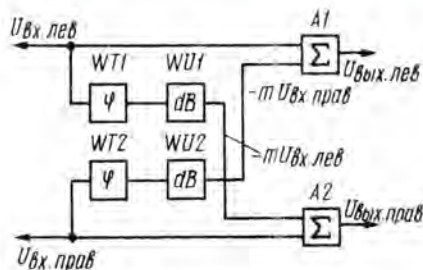 A1
Uвх.лев
Σ
WT1
WU1
Uвых.лев
φ
dB
-mUвх.прав
WT2
WU2
-mUвх.лев
φ
dB
A2
Uвых.прав
Σ
Uвх.прав